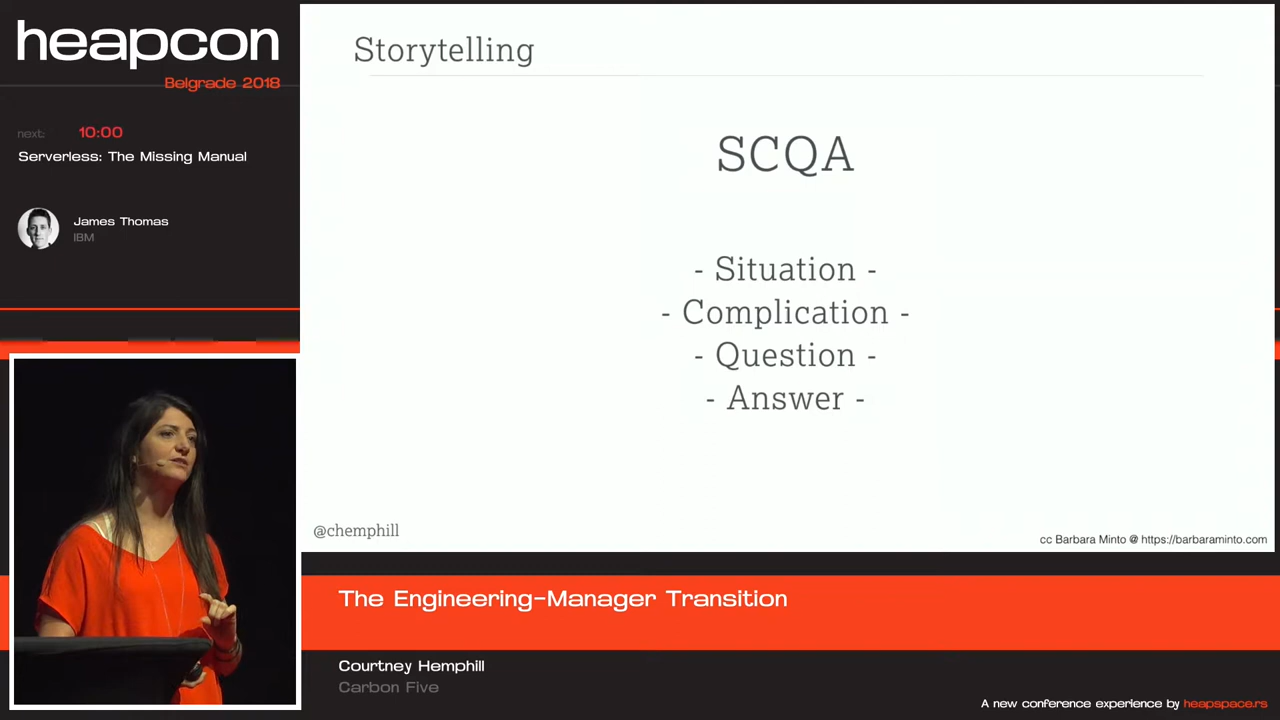 heapcon
Belgrade 2018
next: 10:00
Serverless: The Missing Manual
James Thomas
IBM
Storytelling
SCQA
- Situation -
- Complication -
- Question -
- Answer -
@chemphill
cc Barbara Minto @ https://barbaraminto.com
The Engineering-Manager Transition
Courtney Hemphill
Carbon Five
A new conference experience by heapspace.rs